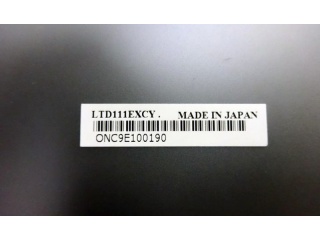 LTD111EXCY . MADE IN JAPAN
ONC9E100190